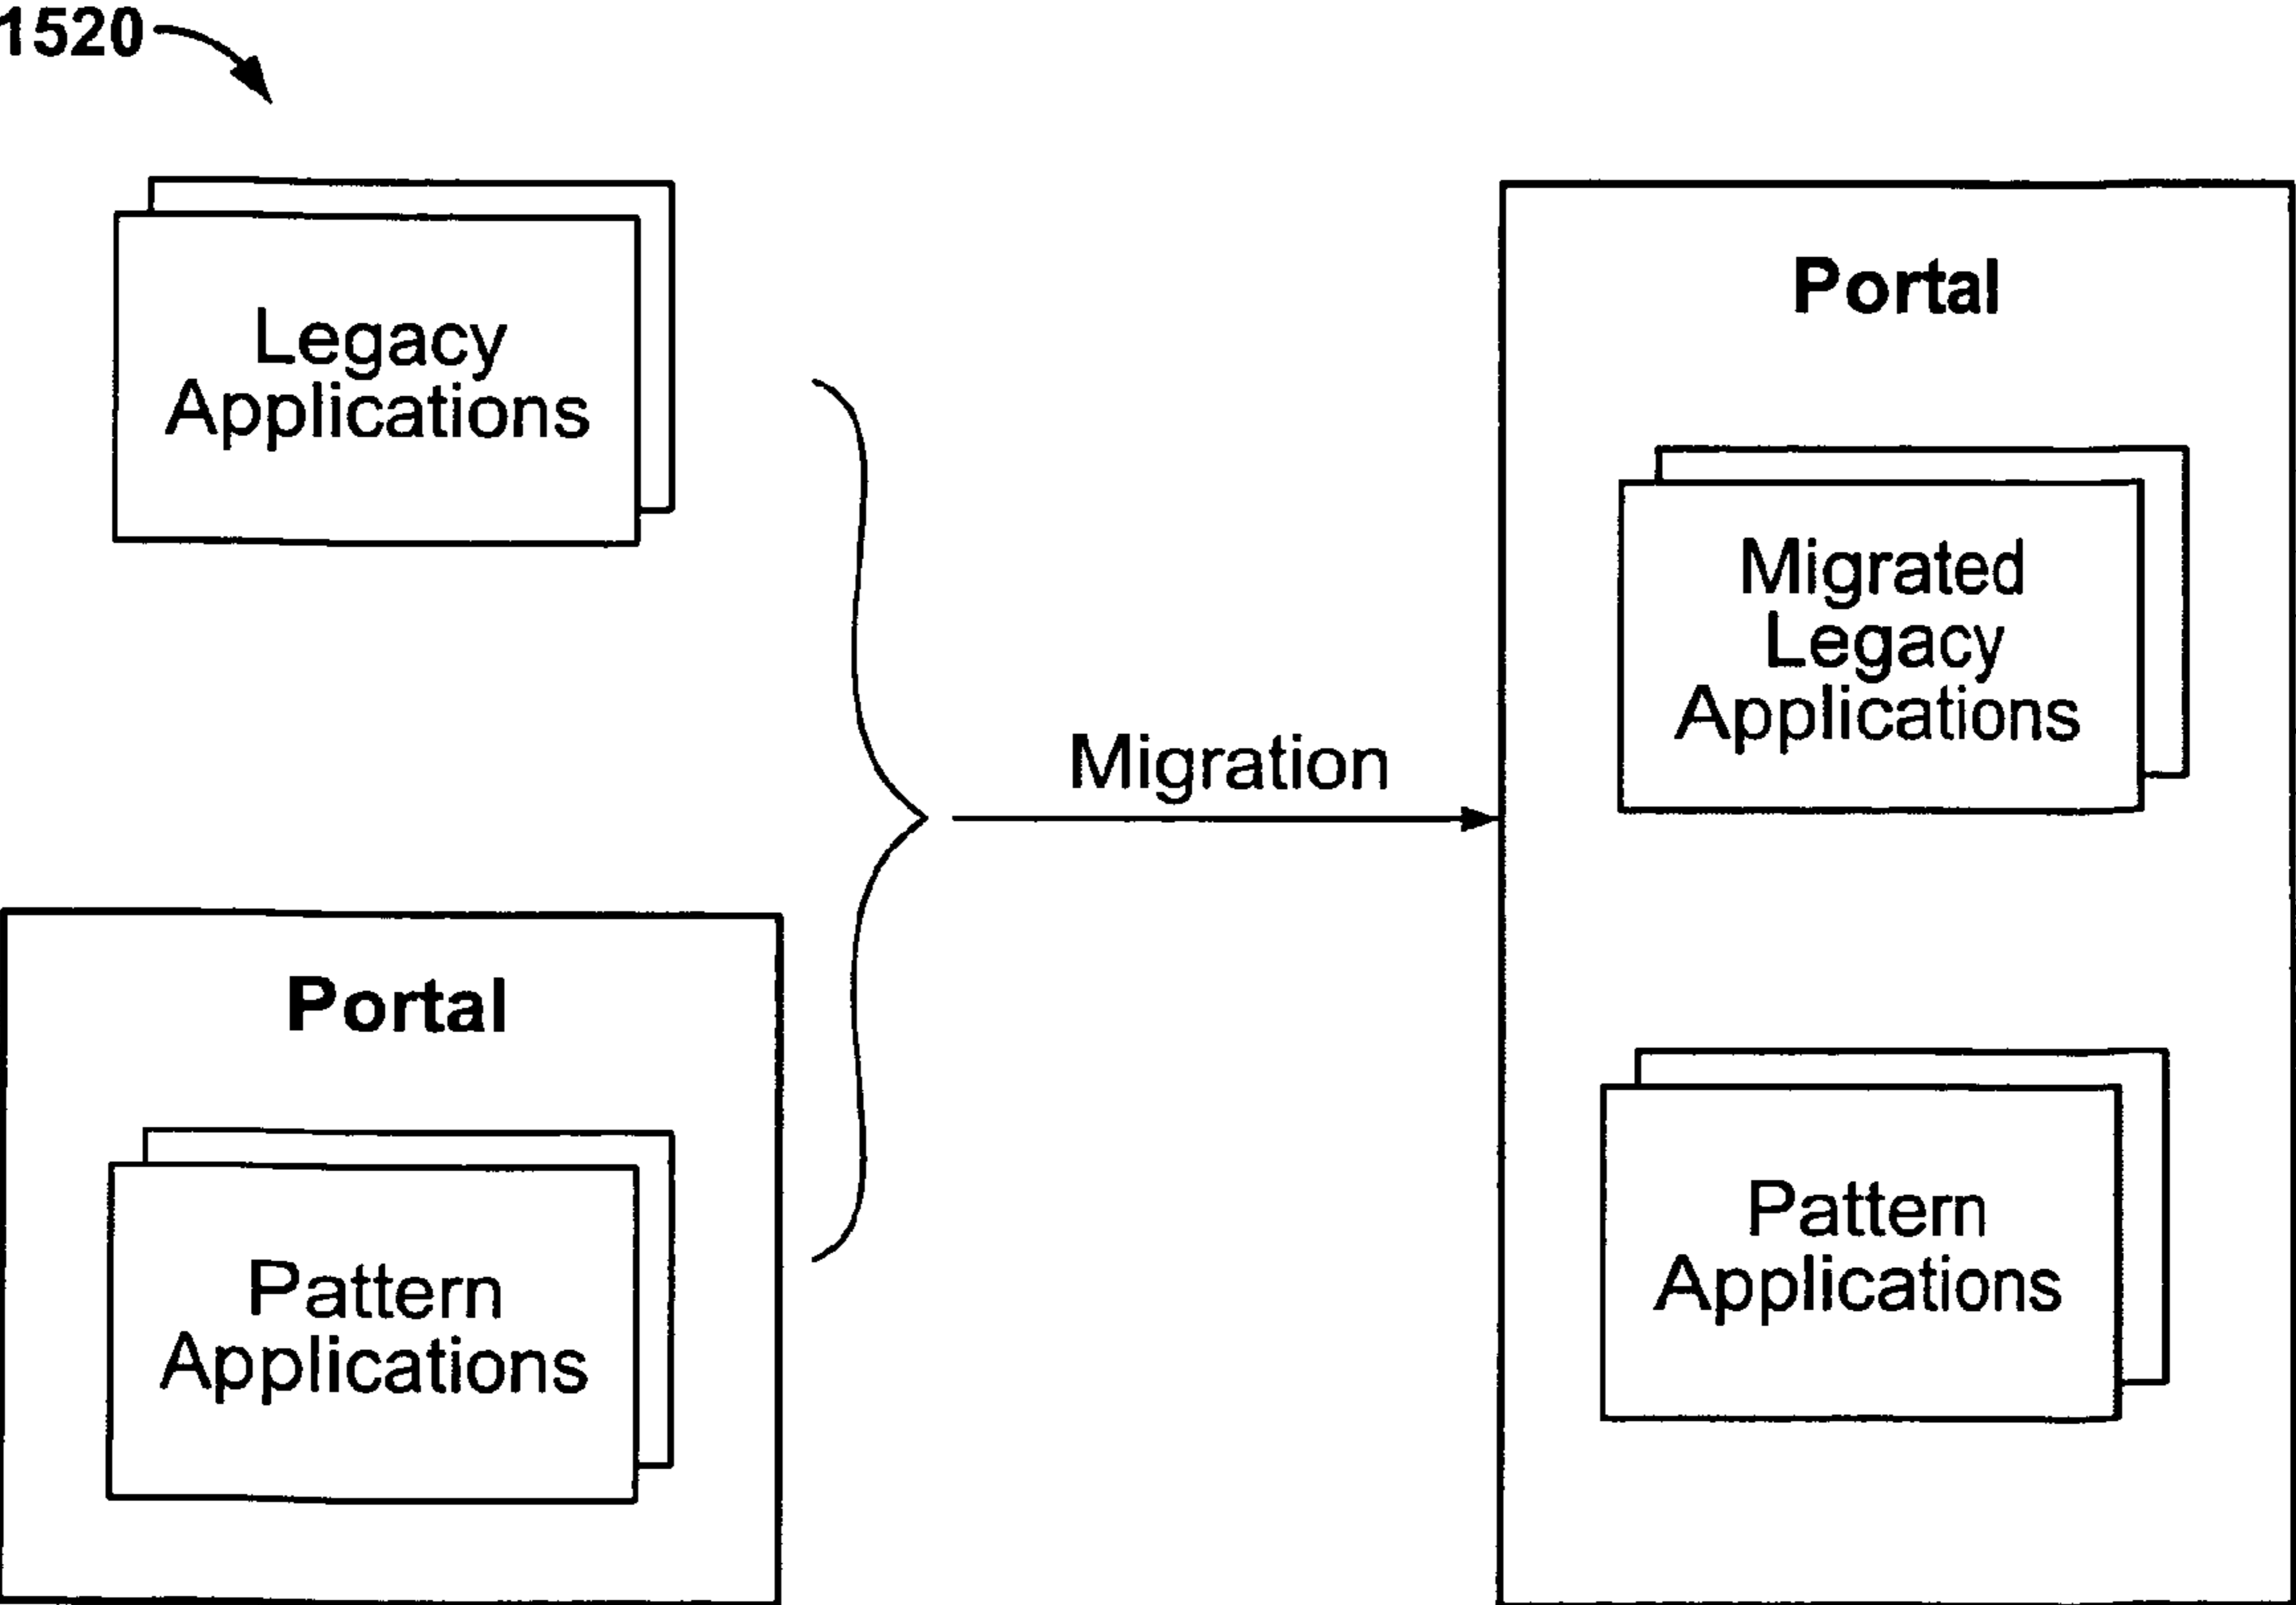 1520
Legacy
Applications
Portal
Pattern
Applications
Migration
Portal
Migrated
Legacy
Applications
Pattern
Applications